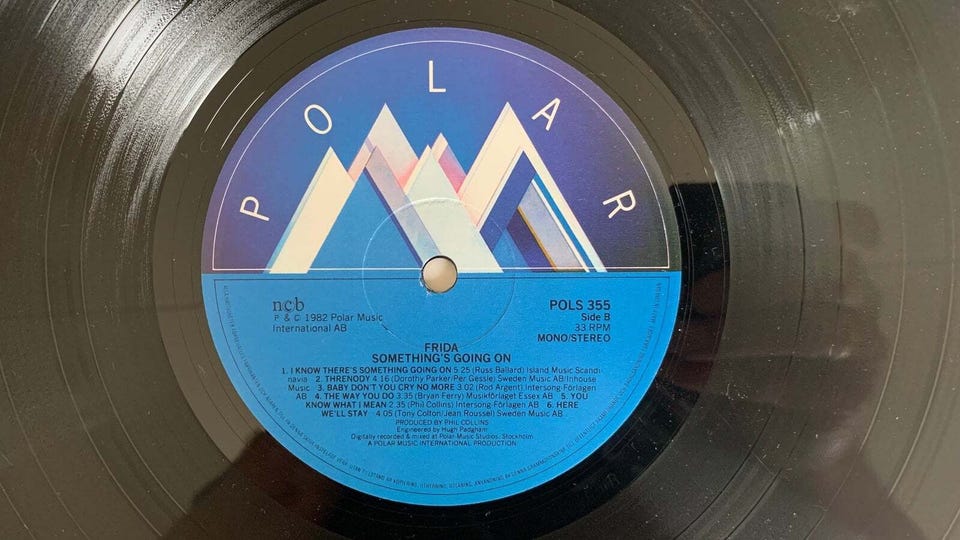 POLAR
ncb
P & © 1982 Polar Music
International AB
POLS 355
Side B
33 RPM
MONO/STEREO
FRIDA
SOMETHING'S GOING ON
1. I KNOW THERE'S SOMETHING GOING ON 5.25 (Russ Ballard) Island Music Scandi
navia 2. THRENODY 4.16 (Dorothy Parker/Per Gessle) Sweden Music AB/Inhouse
Music 3. BABY DON'T YOU CRY NO MORE 3.02 (Rod Argent) Intersong-Förlagen
AB 4. THE WAY YOU DO 3.35 (Bryan Ferry) Musikförlaget Essex AB 5. YOU
KNOW WHAT I MEAN 2.35 (Phil Collins) Intersong-Förlagen AB 6. HERE
WE'LL STAY 4.05 (Tony Colton/Jean Roussel) Sweden Music AB
PRODUCED BY PHIL COLLINS
Engineered by Hugh Padgham
Digitally recorded & mixed at Polar Music Studios, Stockholm
A POLAR MUSIC INTERNATIONAL PRODUCTION